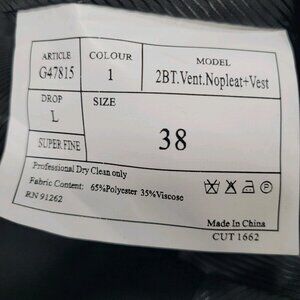 ARTICLE COLOUR MODEL
G47815 1 2BT.Vent.Nopleat+Vest
DROP SIZE
L 38
SUPER FINE
Professional Dry Clean only
Fabric Content: 65%Polyester 35%Viscose
RN 91262
Made In China
CUT 1662